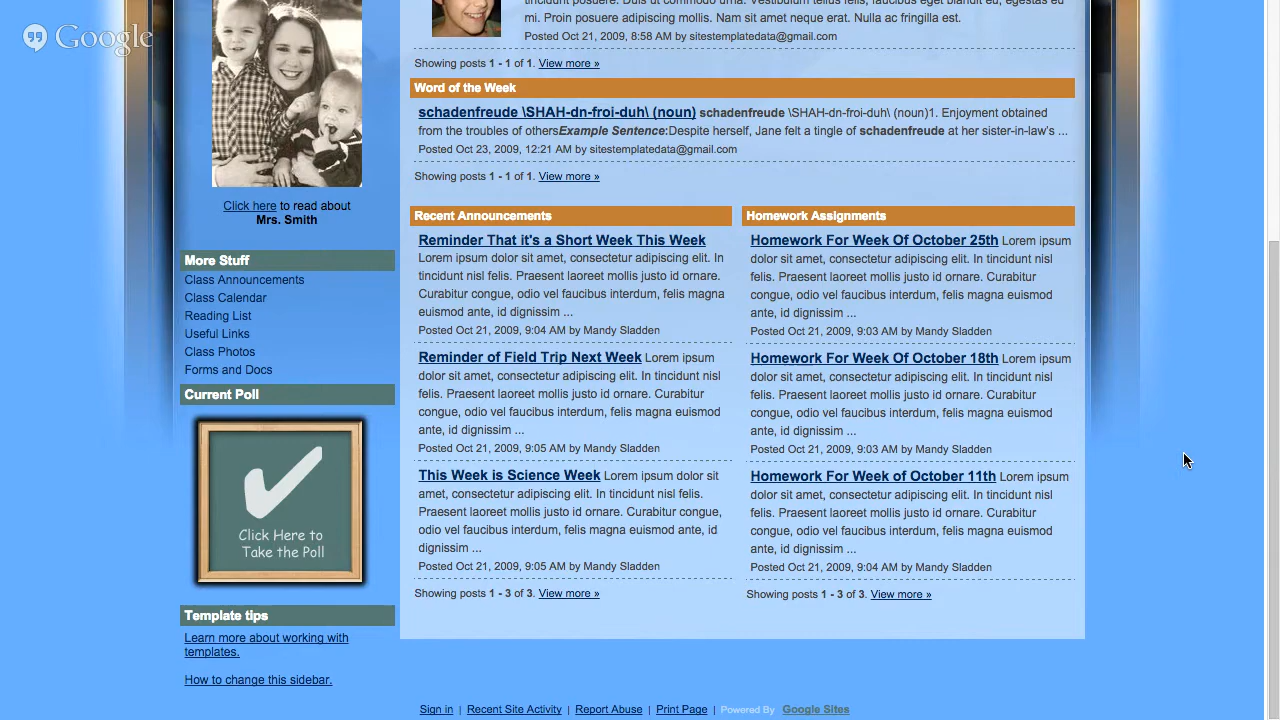 Google
tincidunt posuere. Duis ut commodo urna. Vestibulum tellus felis, faucibus eget blandit eu, egestas eu
mi. Proin posuere adipiscing mollis. Nam sit amet neque erat. Nulla ac fringilla est.
Posted Oct 21, 2009, 8:58 AM by sitestemplatedata@gmail.com
Showing posts 1 - 1 of 1. View more »
Word of the Week
schadenfreude \SHAH-dn-froi-duh\ (noun) schadenfreude \SHAH-dn-froi-duh\ (noun)1. Enjoyment obtained
from the troubles of othersExample Sentence:Despite herself, Jane felt a tingle of schadenfreude at her sister-in-law's ...
Posted Oct 23, 2009, 12:21 AM by sitestemplatedata@gmail.com
Showing posts 1 - 1 of 1. View more »
Click here to read about
Mrs. Smith
More Stuff
Class Announcements
Class Calendar
Reading List
Useful Links
Class Photos
Forms and Docs
Current Poll
Click Here to
Take the Poll
Template tips
Learn more about working with
templates.
How to change this sidebar.
Recent Announcements
Reminder That it's a Short Week This Week
Lorem ipsum dolor sit amet, consectetur adipiscing elit. In
tincidunt nisl felis. Praesent laoreet mollis justo id ornare.
Curabitur congue, odio vel faucibus interdum, felis magna
euismod ante, id dignissim ...
Posted Oct 21, 2009, 9:04 AM by Mandy Sladden
Reminder of Field Trip Next Week Lorem ipsum
dolor sit amet, consectetur adipiscing elit. In tincidunt nisl
felis. Praesent laoreet mollis justo id ornare. Curabitur
congue, odio vel faucibus interdum, felis magna euismod
ante, id dignissim ...
Posted Oct 21, 2009, 9:05 AM by Mandy Sladden
This Week is Science Week Lorem ipsum dolor sit
amet, consectetur adipiscing elit. In tincidunt nisl felis.
Praesent laoreet mollis justo id ornare. Curabitur congue,
odio vel faucibus interdum, felis magna euismod ante, id
dignissim ...
Posted Oct 21, 2009, 9:05 AM by Mandy Sladden
Showing posts 1 - 3 of 3. View more »
Homework Assignments
Homework For Week Of October 25th Lorem ipsum
dolor sit amet, consectetur adipiscing elit. In tincidunt nisl
felis. Praesent laoreet mollis justo id ornare. Curabitur
congue, odio vel faucibus interdum, felis magna euismod
ante, id dignissim ...
Posted Oct 21, 2009, 9:03 AM by Mandy Sladden
Homework For Week Of October 18th Lorem ipsum
dolor sit amet, consectetur adipiscing elit. In tincidunt nisl
felis. Praesent laoreet mollis justo id ornare. Curabitur
congue, odio vel faucibus interdum, felis magna euismod
ante, id dignissim ...
Posted Oct 21, 2009, 9:03 AM by Mandy Sladden
Homework For Week of October 11th Lorem ipsum
dolor sit amet, consectetur adipiscing elit. In tincidunt nisl
felis. Praesent laoreet mollis justo id ornare. Curabitur
congue, odio vel faucibus interdum, felis magna euismod
ante, id dignissim ...
Posted Oct 21, 2009, 9:04 AM by Mandy Sladden
Showing posts 1 - 3 of 3. View more »
Sign in | Recent Site Activity | Report Abuse | Print Page | Powered By Google Sites